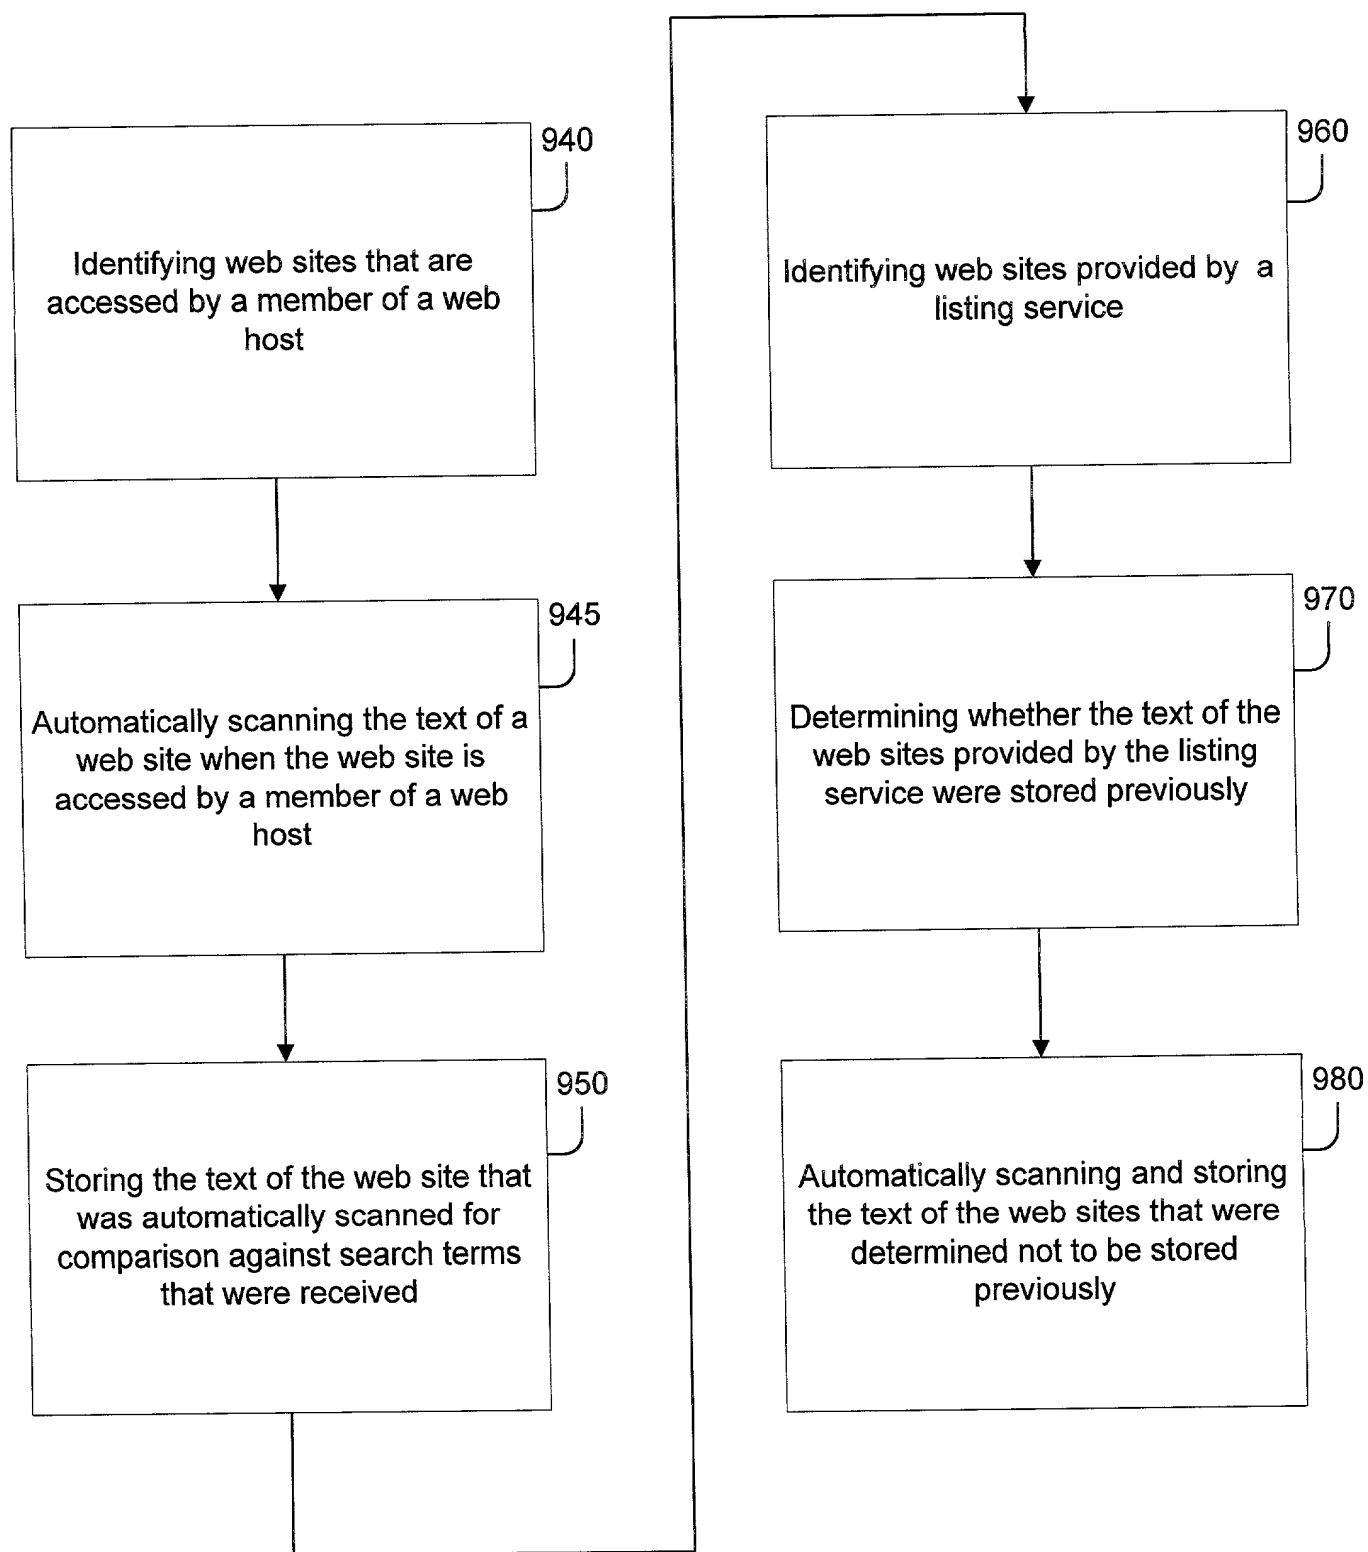 940
Identifying web sites that are
accessed by a member of a web
host
945
Automatically scanning the text of a
web site when the web site is
accessed by a member of a web
host
950
Storing the text of the web site that
was automatically scanned for
comparison against search terms
that were received
960
Identifying web sites provided by a
listing service
970
Determining whether the text of the
web sites provided by the listing
service were stored previously
980
Automatically scanning and storing
the text of the web sites that were
determined not to be stored
previously